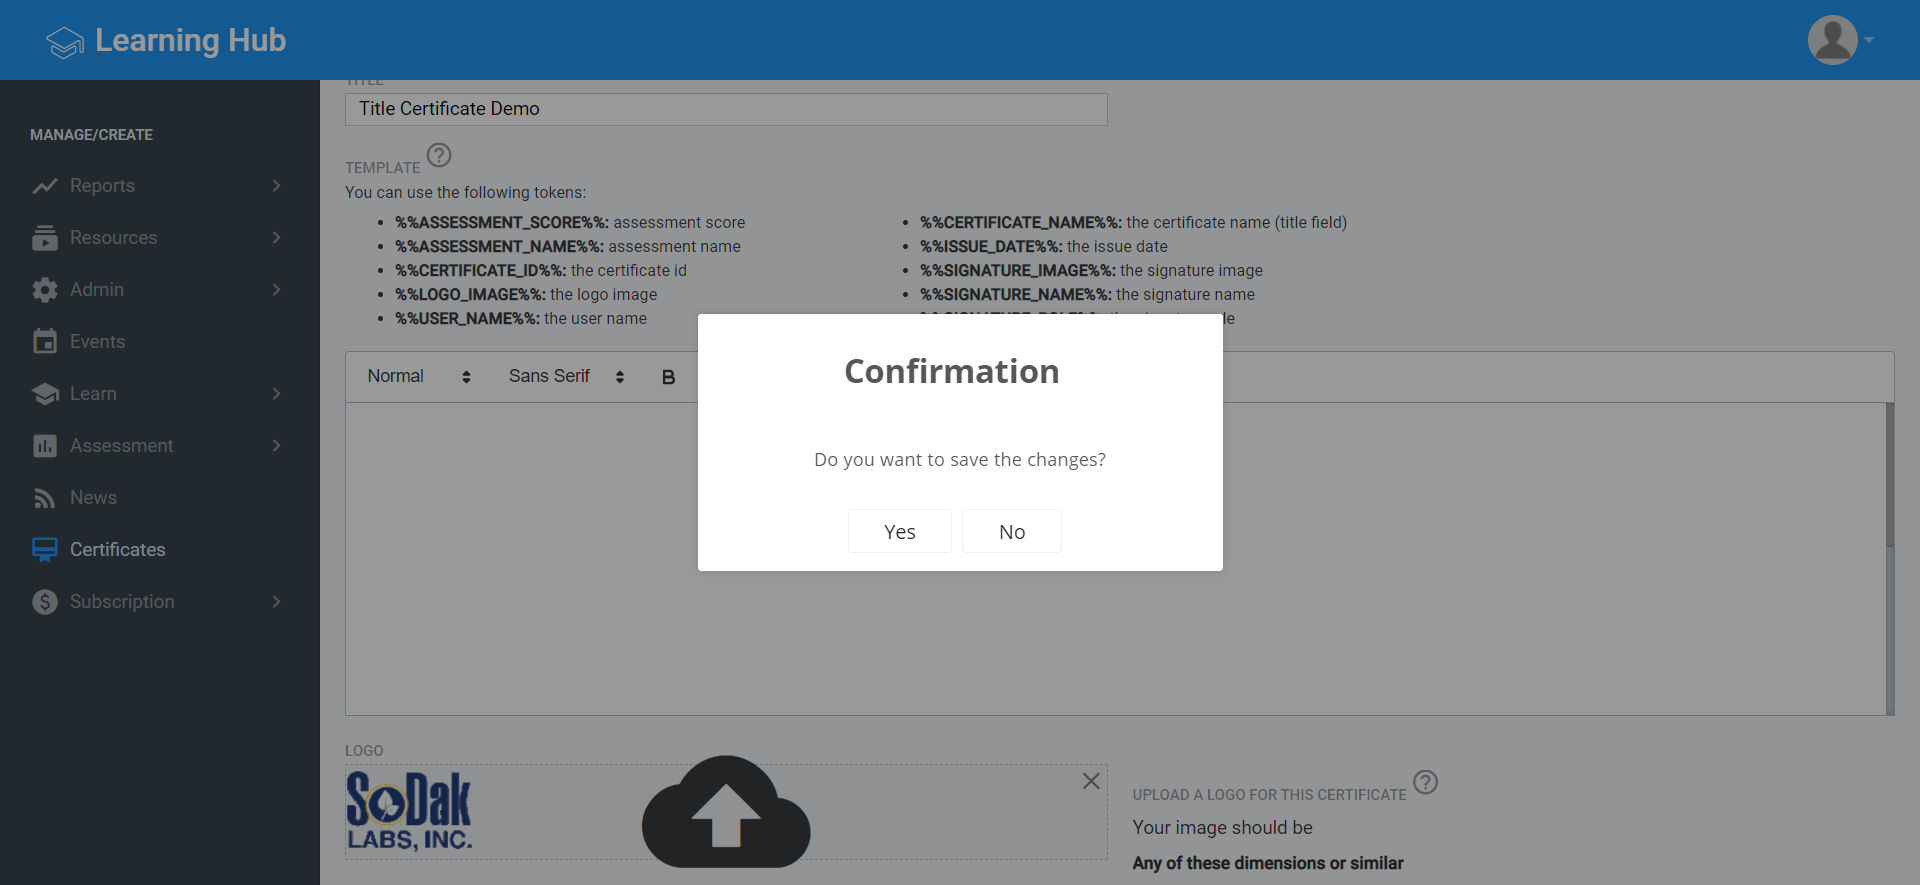 Learning Hub
MANAGE/CREATE
Reports
Resources
Admin
Events
Learn
Assessment
News
Certificates
Subscription
Title Certificate Demo
TEMPLATE
You can use the following tokens:
%%ASSESSMENT_SCORE%%: assessment score
%%ASSESSMENT_NAME%%: assessment name
%%CERTIFICATE_ID%%: the certificate id
%%LOGO_IMAGE%%: the logo image
%%USER_NAME%%: the user name
%%CERTIFICATE_NAME%%: the certificate name (title field)
%%ISSUE_DATE%%: the issue date
%%SIGNATURE_IMAGE%%: the signature image
%%SIGNATURE_NAME%%: the signature name
Normal Sans Serif B
Confirmation
Do you want to save the changes?
Yes No
LOGO
SoDak
LABS, INC.
UPLOAD A LOGO FOR THIS CERTIFICATE
Your image should be
Any of these dimensions or similar